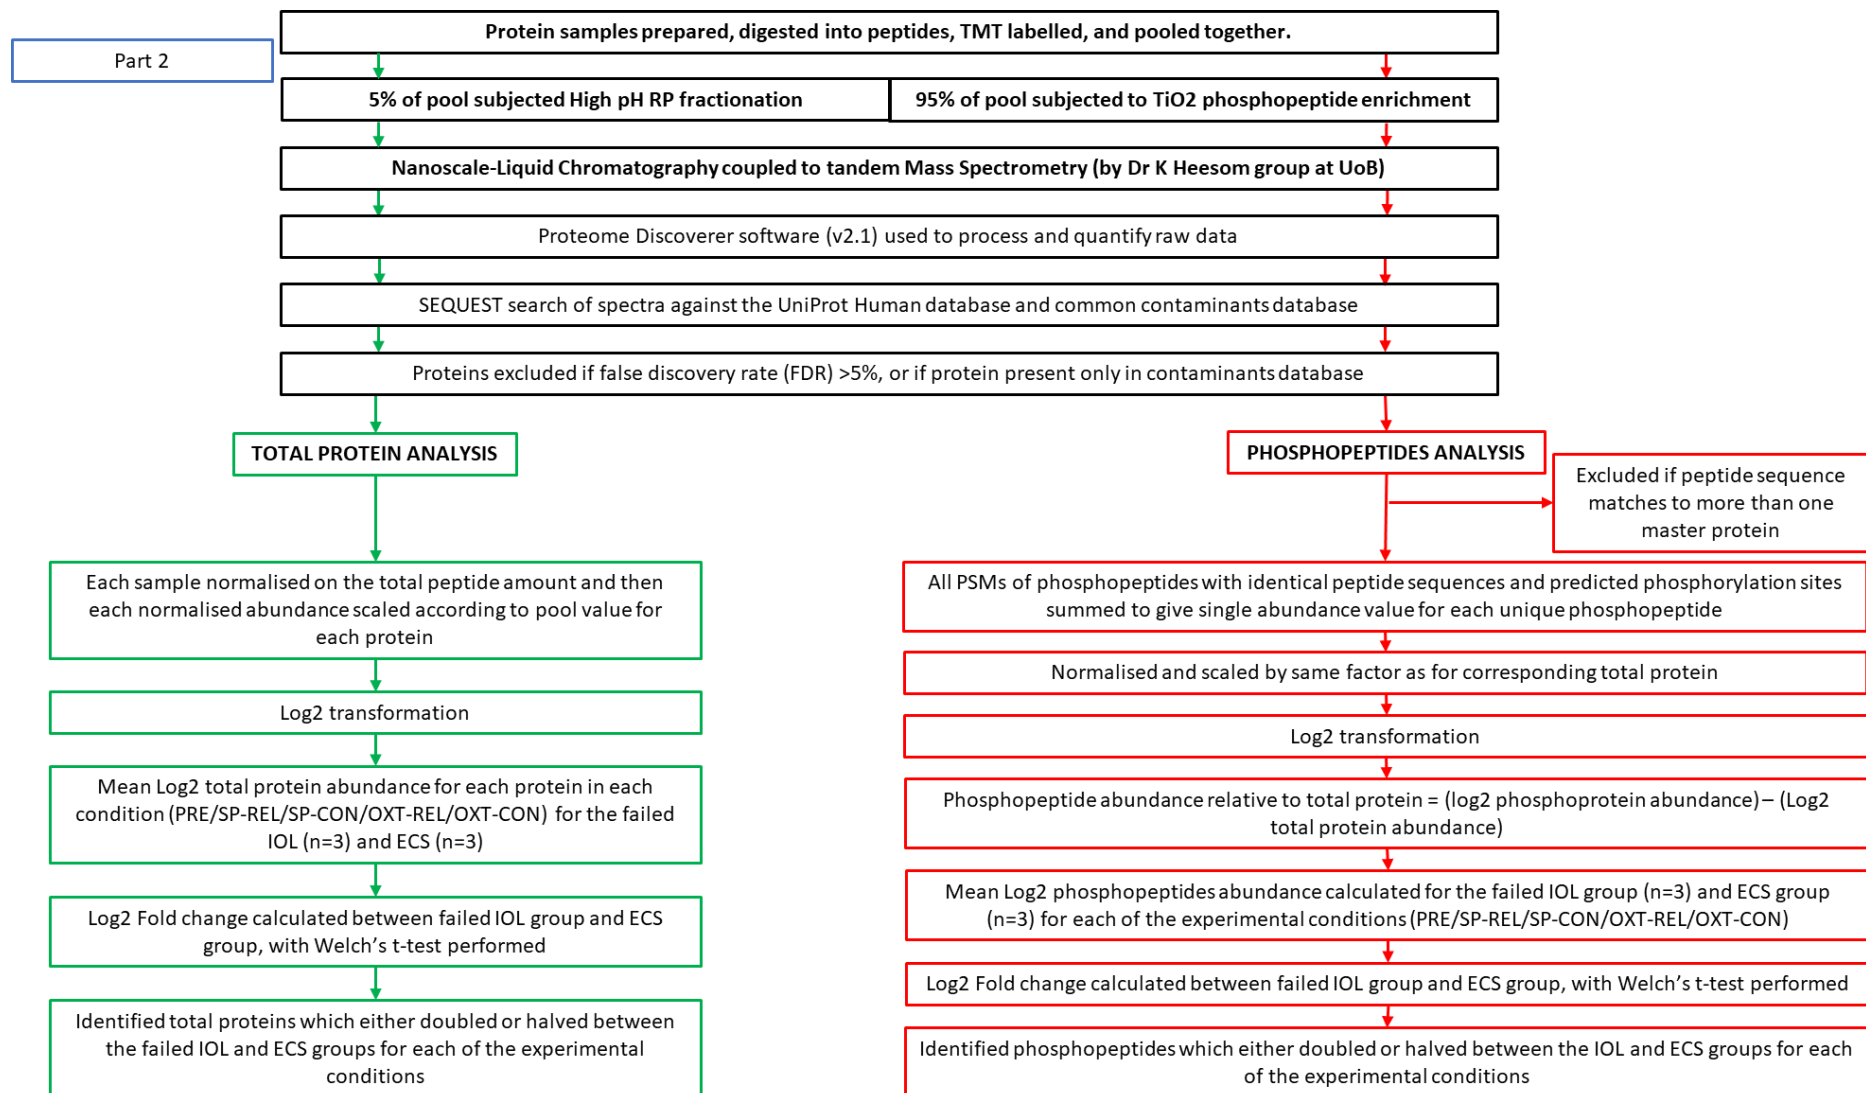 Protein samples prepared, digested into peptides, TMT labelled, and pooled together.
Part 2
5% of pool subjected High pH RP fractionation
95% of pool subjected to TiO2 phosphopeptide enrichment
Nanoscale-Liquid Chromatography coupled to tandem Mass Spectrometry (by Dr K Heesom group at UoB)
Proteome Discoverer software (v2.1) used to process and quantify raw data
SEQUEST search of spectra against the UniProt Human database and common contaminants database
Proteins excluded if false discovery rate (FDR) >5%, or if protein present only in contaminants database
TOTAL PROTEIN ANALYSIS
Each sample normalised on the total peptide amount and then
each normalised abundance scaled according to pool value for
each protein
Log2 transformation
Mean Log2 total protein abundance for each protein in each
condition (PRE/SP-REL/SP-CON/OXT-REL/OXT-CON) for the failed
IOL (n=3) and ECS (n=3)
Log2 Fold change calculated between failed IOL group and ECS
group, with Welch’s t-test performed
Identified total proteins which either doubled or halved between
the failed IOL and ECS groups for each of the experimental
conditions
PHOSPHOPEPTIDES ANALYSIS
Excluded if peptide sequence
matches to more than one
master protein
All PSMs of phosphopeptides with identical peptide sequences and predicted phosphorylation sites
summed to give single abundance value for each unique phosphopeptide
Normalised and scaled by same factor as for corresponding total protein
Log2 transformation
Phosphopeptide abundance relative to total protein = (log2 phosphoprotein abundance) – (Log2
total protein abundance)
Mean Log2 phosphopeptides abundance calculated for the failed IOL group (n=3) and ECS group
(n=3) for each of the experimental conditions (PRE/SP-REL/SP-CON/OXT-REL/OXT-CON)
Log2 Fold change calculated between failed IOL group and ECS group, with Welch’s t-test performed
Identified phosphopeptides which either doubled or halved between the IOL and ECS groups for each
of the experimental conditions